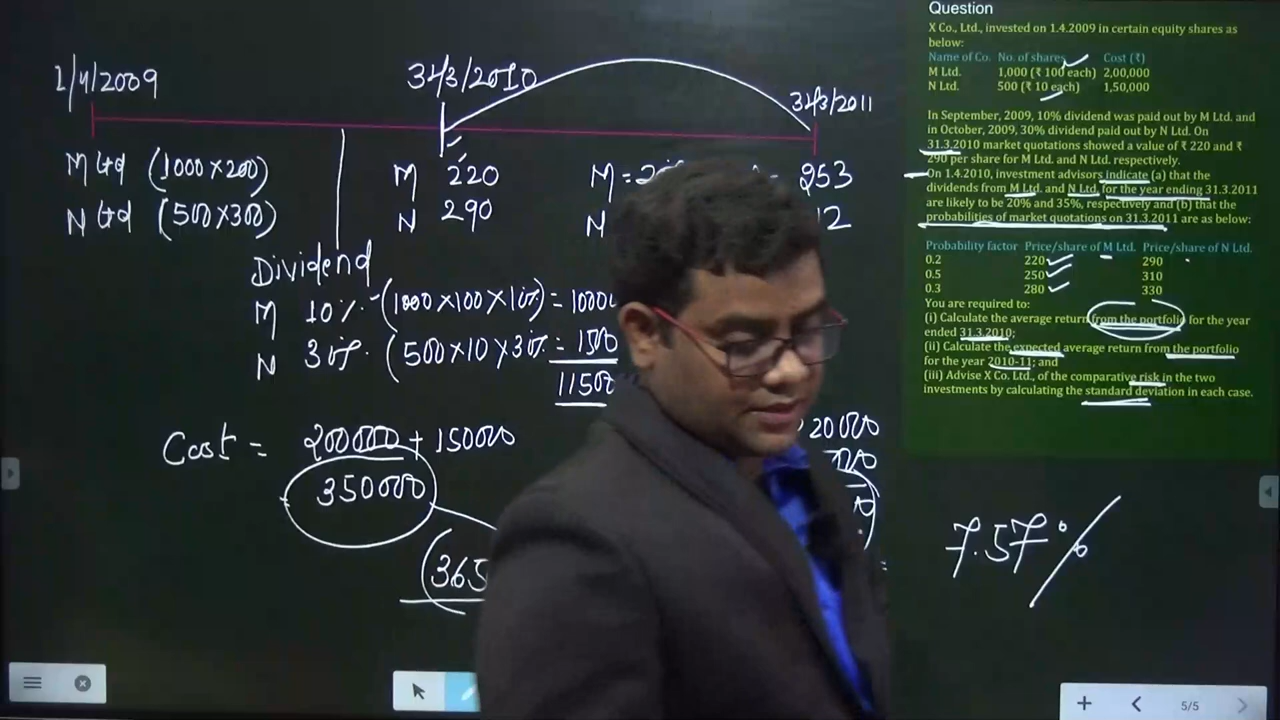 1/4/2009
31/3/2010
31/3/2011
M Ltd (1000×200)
N Ltd (500×300)
M 220
N 290
M =
253
N
Dividend
M 10% - (1000×100×10%) = 10000
N 30% (500×10×30% = 1500
11500
Cost = 200000 + 150000
350000
(365
20000
7.57%
Question
X Co., Ltd., invested on 1.4.2009 in certain equity shares as
below:
Name of Co. No. of shares Cost (₹)
M Ltd. 1,000 (₹ 100 each) 2,00,000
N Ltd. 500 (₹ 10 each) 1,50,000
In September, 2009, 10% dividend was paid out by M Ltd. and
in October, 2009, 30% dividend paid out by N Ltd. On
31.3.2010 market quotations showed a value of ₹ 220 and ₹
290 per share for M Ltd. and N Ltd. respectively.
On 1.4.2010, investment advisors indicate (a) that the
dividends from M Ltd. and N Ltd. for the year ending 31.3.2011
are likely to be 20% and 35%, respectively and (b) that the
probabilities of market quotations on 31.3.2011 are as below:
Probability factor Price/share of M Ltd. Price/share of N Ltd.
0.2 220 290
0.5 250 310
0.3 280 330
You are required to:
(i) Calculate the average return from the portfolio for the year
ended 31.3.2010;
(ii) Calculate the expected average return from the portfolio
for the year 2010-11; and
(iii) Advise X Co. Ltd., of the comparative risk in the two
investments by calculating the standard deviation in each case.
5/5